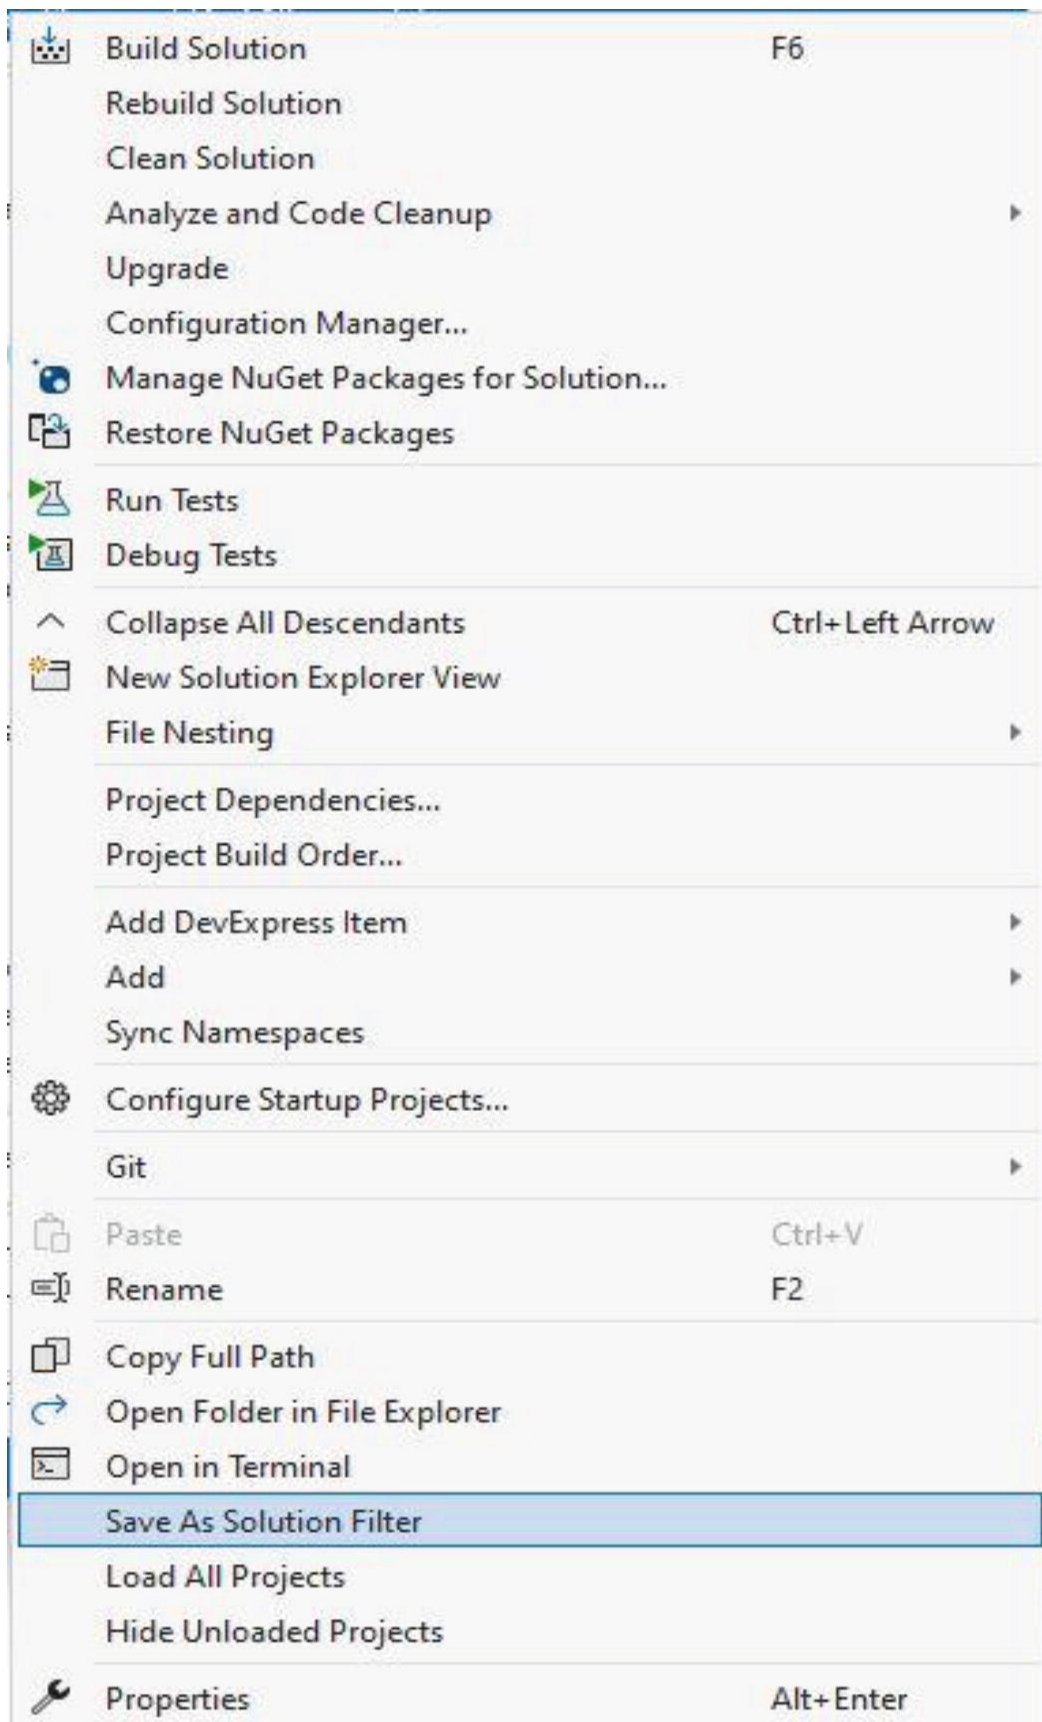 Build Solution F6
Rebuild Solution
Clean Solution
Analyze and Code Cleanup
Upgrade
Configuration Manager...
Manage NuGet Packages for Solution...
Restore NuGet Packages
Run Tests
Debug Tests
Collapse All Descendants Ctrl+Left Arrow
New Solution Explorer View
File Nesting
Project Dependencies...
Project Build Order...
Add DevExpress Item
Add
Sync Namespaces
Configure Startup Projects...
Git
Paste Ctrl+V
Rename F2
Copy Full Path
Open Folder in File Explorer
Open in Terminal
Save As Solution Filter
Load All Projects
Hide Unloaded Projects
Properties Alt+Enter